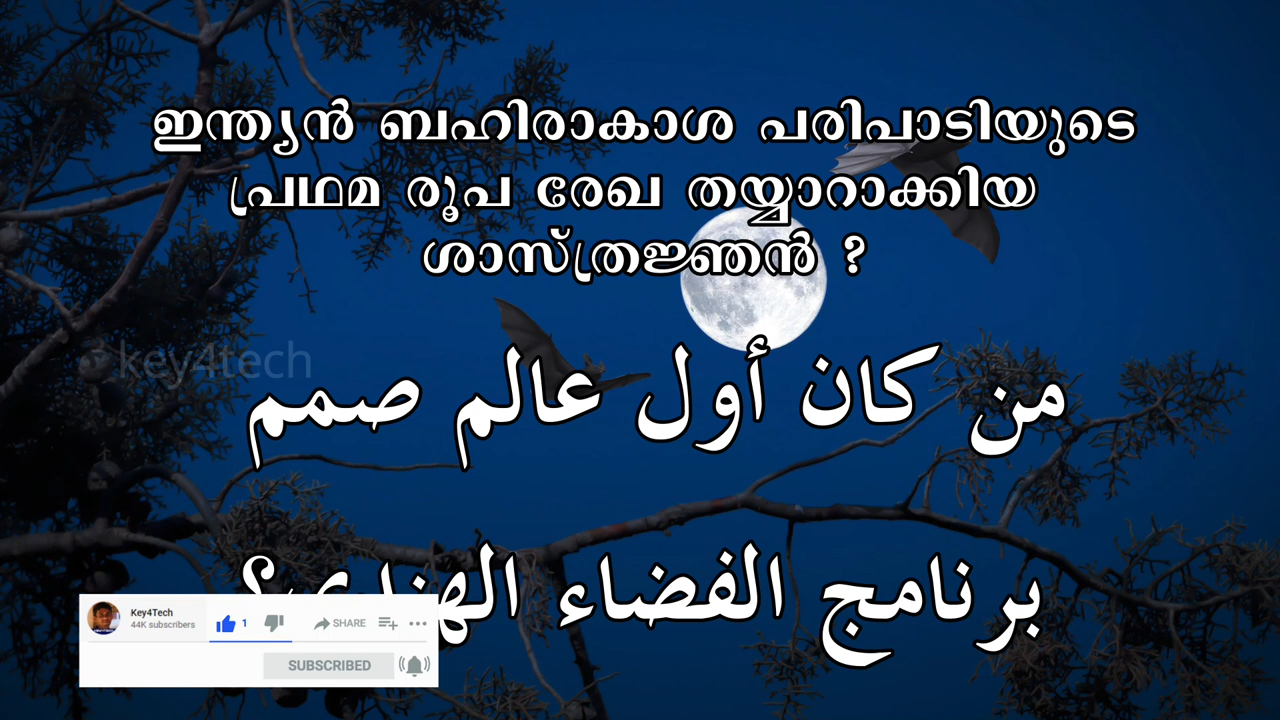 ഇന്ത്യൻ ബഹിരാകാശ പരിപാടിയുടെ
പ്രഥമ രൂപ രേഖ തയ്യാറാക്കിയ
ശാസ്ത്രജ്ഞൻ ?
key4tech
من كان أول عالم صمم
برنامج الفضاء الهندي؟
Key4Tech
44K subscribers
1
SHARE
SUBSCRIBED